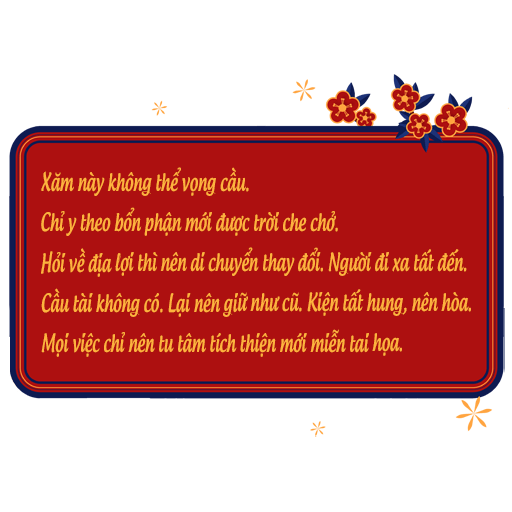 Xăm này không thể vọng cầu.
Chỉ y theo bổn phận mới được trời che chở.
Hỏi về địa lợi thì nên di chuyển thay đổi. Người đi xa tất đến.
Cầu tài không có. Lại nên giữ như cũ. Kiện tất hung, nên hòa.
Mọi việc chỉ nên tu tâm tích thiện mới miễn tai họa.